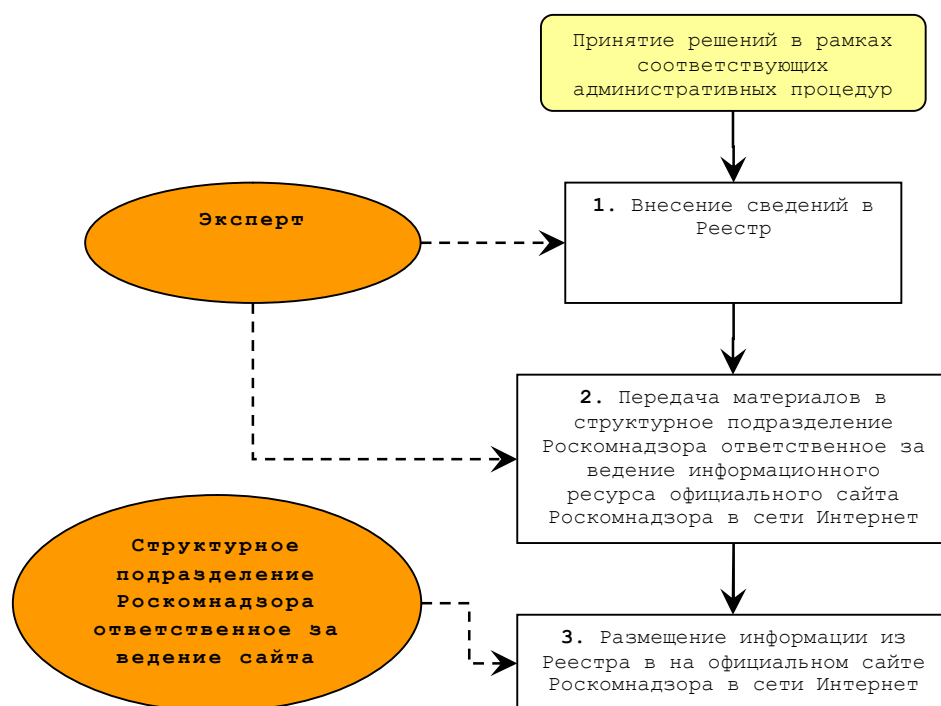 Принятие решений в рамках
соответствующих
административных процедур
Эксперт
1. Внесение сведений в
Реестр
2. Передача материалов в
структурное подразделение
Роскомнадзора ответственное за
ведение информационного
ресурса официального сайта
Роскомнадзора в сети Интернет
Структурное
подразделение
Роскомнадзора
ответственное за
ведение сайта
3. Размещение информации из
Реестра в на официальном сайте
Роскомнадзора в сети Интернет